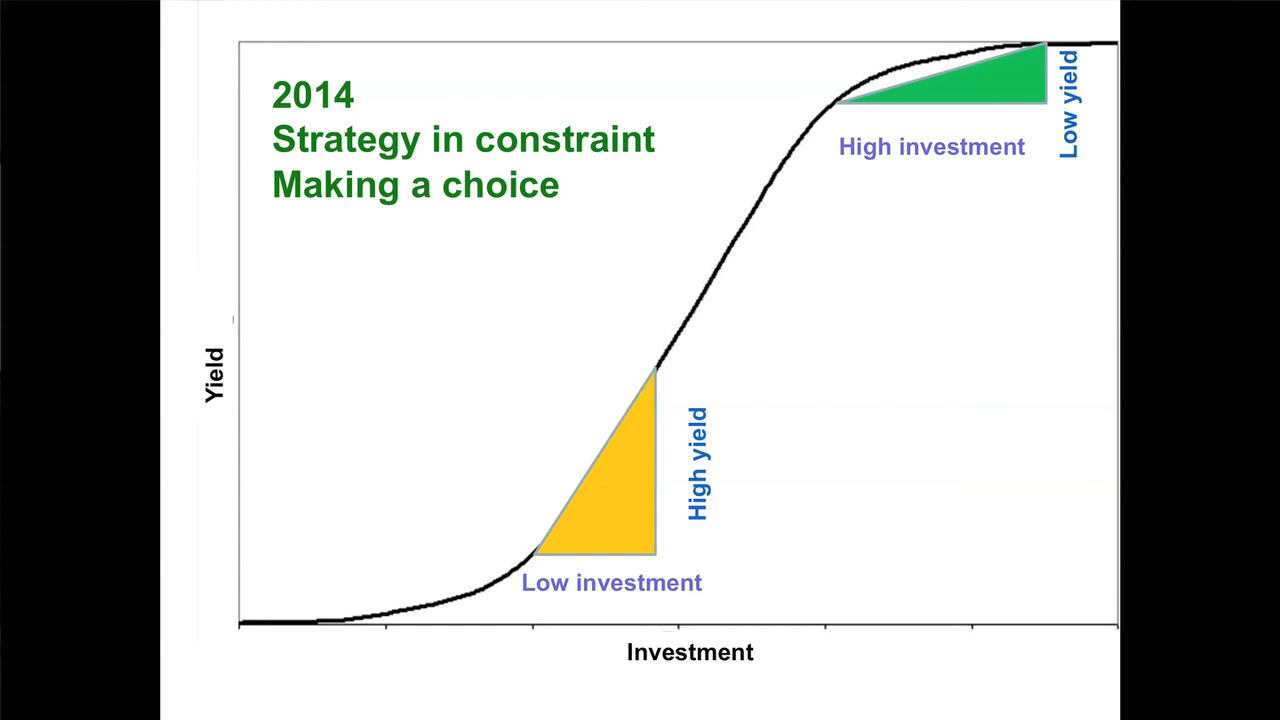 2014
Strategy in constraint
Making a choice
High investment
Low yield
Yield
High yield
Low investment
Investment